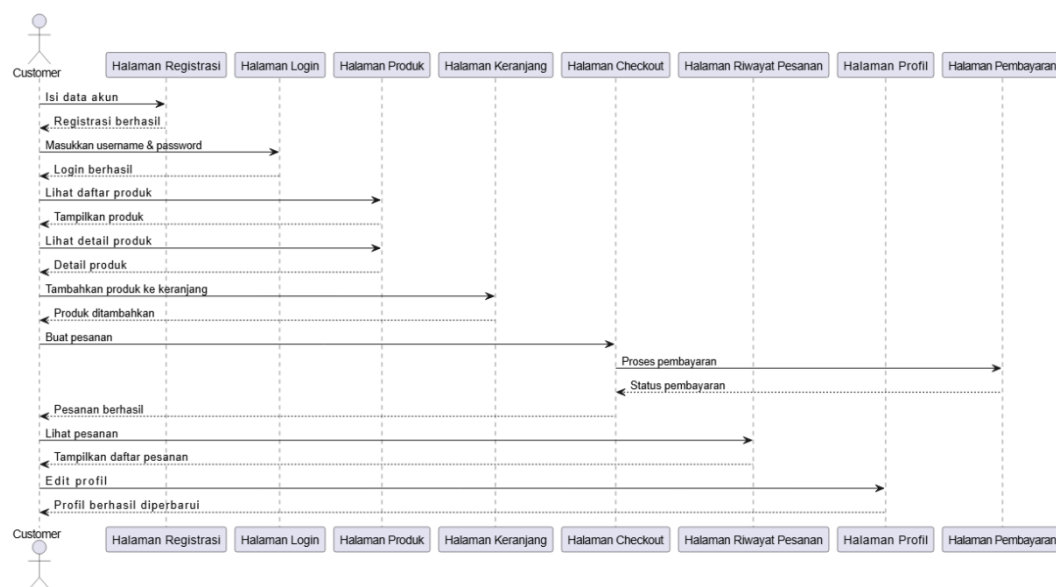 Customer
Halaman Registrasi
Halaman Login
Halaman Produk
Halaman Keranjang
Halaman Checkout
Halaman Riwayat Pesanan
Halaman Profil
Halaman Pembayaran
Isi data akun
Registrasi berhasil
Masukkan username & password
Login berhasil
Lihat daftar produk
Tampilkan produk
Lihat detail produk
Detail produk
Tambahkan produk ke keranjang
Produk ditambahkan
Buat pesanan
Proses pembayaran
Status pembayaran
Pesanan berhasil
Lihat pesanan
Tampilkan daftar pesanan
Edit profil
Profil berhasil diperbarui
Customer
Halaman Registrasi
Halaman Login
Halaman Produk
Halaman Keranjang
Halaman Checkout
Halaman Riwayat Pesanan
Halaman Profil
Halaman Pembayaran